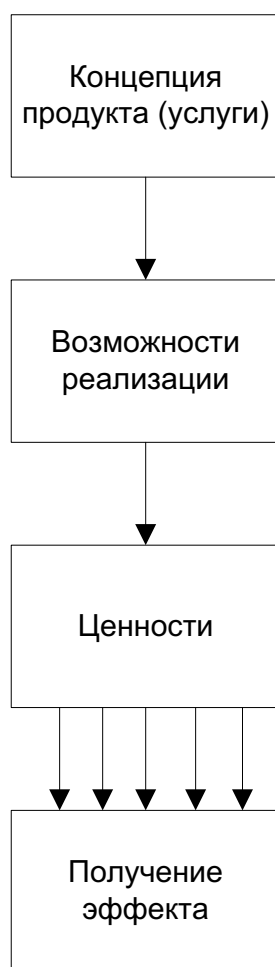 Концепция
продукта (услуги)
Возможности
реализации
Ценности
Получение
эффекта